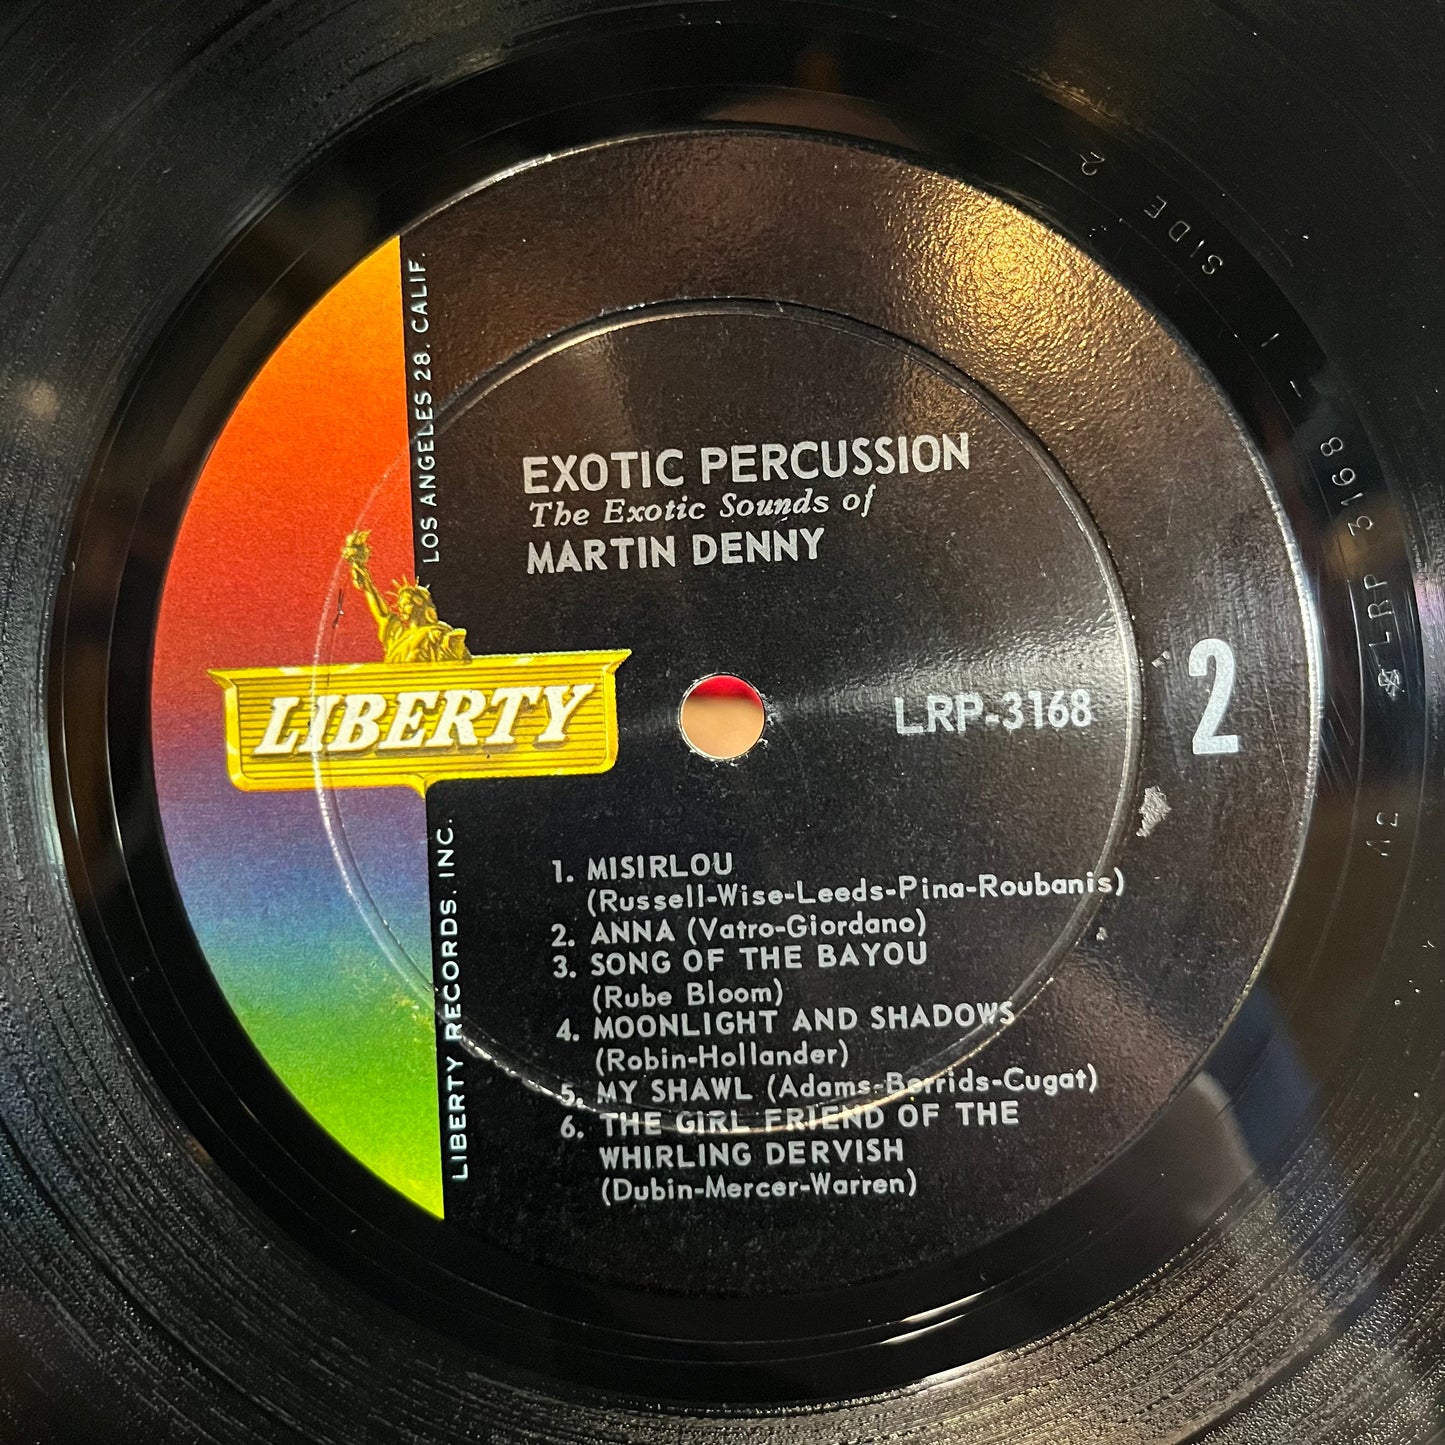 EXOTIC PERCUSSION
The Exotic Sounds of
MARTIN DENNY
LOS ANGELES 28, CALIF.
LIBERTY
LIBERTY RECORDS, INC.
LRP-3168
2
1. MISIRLOU
(Russell-Wise-Leeds-Pina-Roubanis)
2. ANNA (Vatro-Giordano)
3. SONG OF THE BAYOU
(Rube Bloom)
4. MOONLIGHT AND SHADOWS
(Robin-Hollander)
5. MY SHAWL (Adams-Berrids-Cugat)
6. THE GIRL FRIEND OF THE
WHIRLING DERVISH
(Dubin-Mercer-Warren)
LRP 3168 - 1 SIDE 2